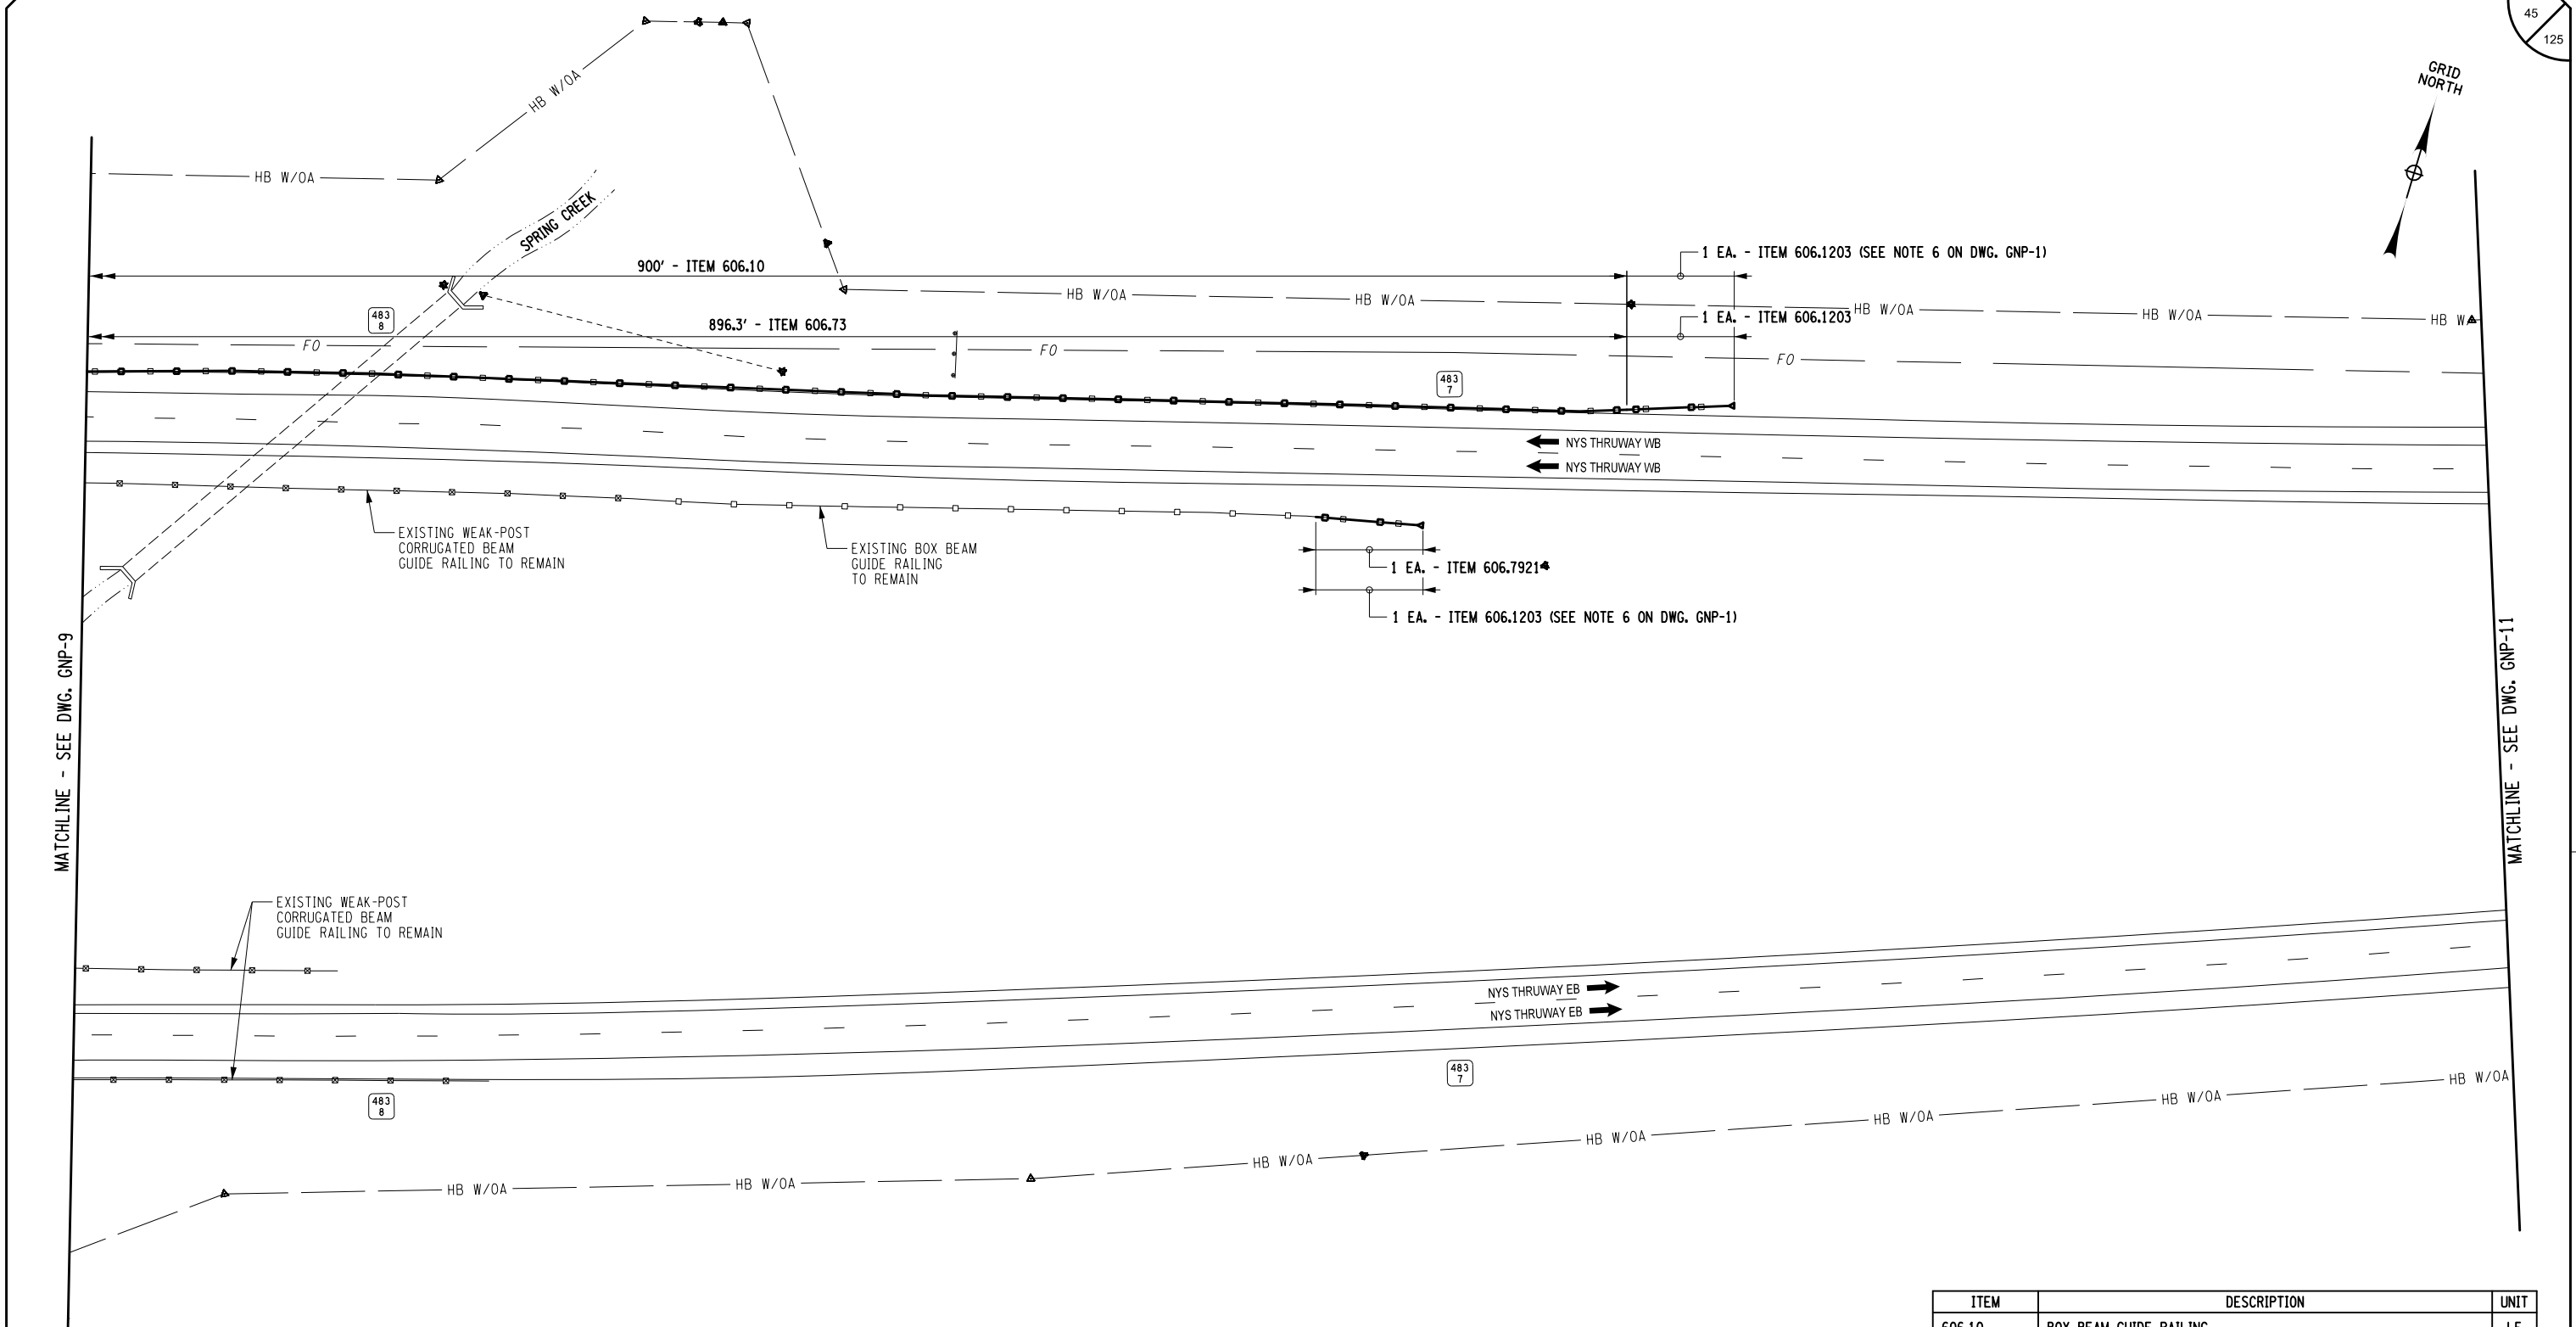 45
125
GRID
NORTH
HB W/OA
HB W/OA
SPRING CREEK
900' - ITEM 606.10
1 EA. - ITEM 606.1203 (SEE NOTE 6 ON DWG. GNP-1)
HB W/OA
HB W/OA
HB W/OA
HB W/OA
483
8
896.3' - ITEM 606.73
1 EA. - ITEM 606.1203
FO
FO
FO
483
7
NYS THRUWAY WB
NYS THRUWAY WB
EXISTING WEAK-POST
CORRUGATED BEAM
GUIDE RAILING TO REMAIN
EXISTING BOX BEAM
GUIDE RAILING
TO REMAIN
1 EA. - ITEM 606.7921
1 EA. - ITEM 606.1203 (SEE NOTE 6 ON DWG. GNP-1)
MATCHLINE - SEE DWG. GNP-9
MATCHLINE - SEE DWG. GNP-11
EXISTING WEAK-POST
CORRUGATED BEAM
GUIDE RAILING TO REMAIN
NYS THRUWAY EB
NYS THRUWAY EB
483
8
483
7
HB W/OA
HB W/OA
HB W/OA
HB W/OA
HB W/OA
HB W/OA
HB W/OA
ITEM DESCRIPTION UNIT
606.10 BOX BEAM GUIDE RAILING LF